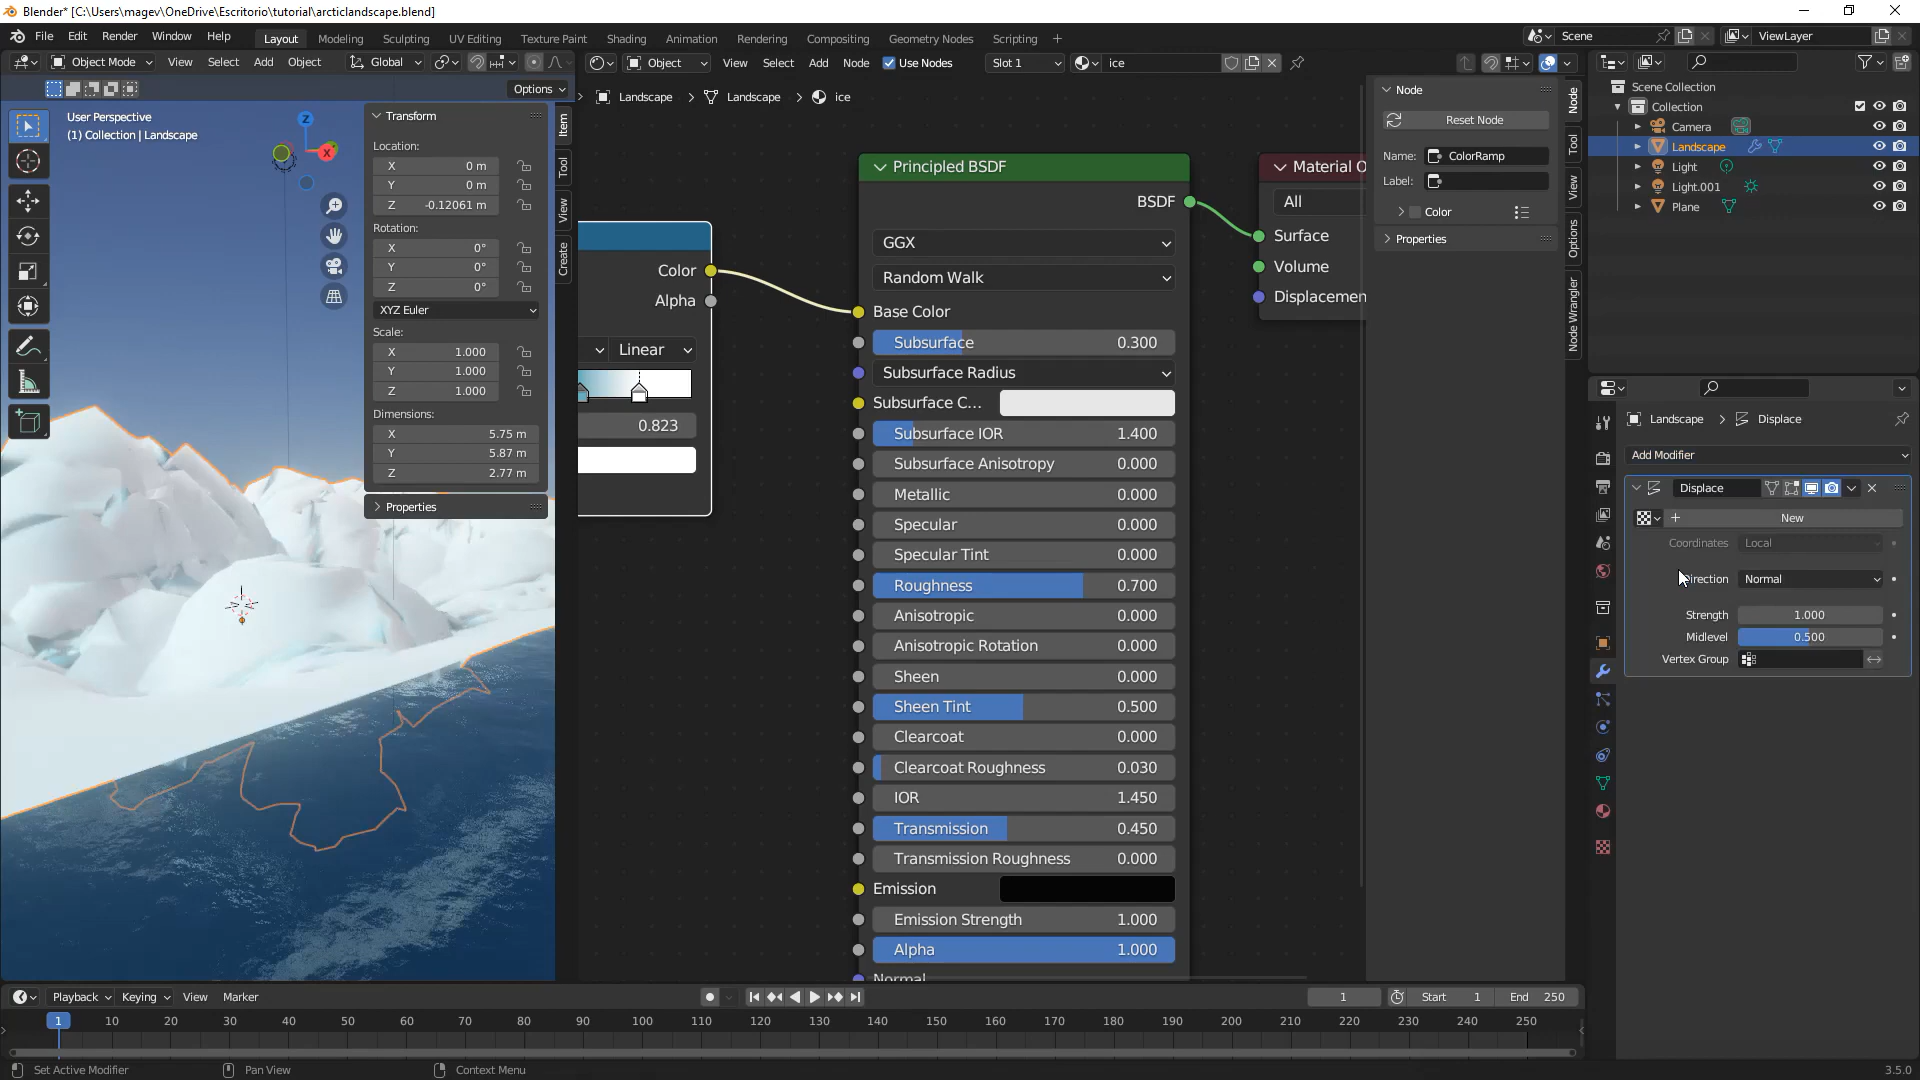 Blender* [C:\Users\magev\OneDrive\Escritorio\tutorial\arcticlandscape.blend]
File Edit Render Window Help Layout Modeling Sculpting UV Editing Texture Paint Shading Animation Rendering Compositing Geometry Nodes Scripting + Scene ViewLayer
Object Mode View Select Add Object Global Object View Select Add Node Use Nodes Slot 1 ice
Options
User Perspective
(1) Collection | Landscape
Z
X
Transform
Location:
X 0 m
Y 0 m
Z -0.12061 m
Rotation:
X 0°
Y 0°
Z 0°
XYZ Euler
Scale:
X 1.000
Y 1.000
Z 1.000
Dimensions:
X 5.75 m
Y 5.87 m
Z 2.77 m
Properties
Item
Tool
View
Create
Landscape Landscape ice
Color
Alpha
Linear
0.823
Principled BSDF
BSDF
GGX
Random Walk
Base Color
Subsurface 0.300
Subsurface Radius
Subsurface C...
Subsurface IOR 1.400
Subsurface Anisotropy 0.000
Metallic 0.000
Specular 0.000
Specular Tint 0.000
Roughness 0.700
Anisotropic 0.000
Anisotropic Rotation 0.000
Sheen 0.000
Sheen Tint 0.500
Clearcoat 0.000
Clearcoat Roughness 0.030
IOR 1.450
Transmission 0.450
Transmission Roughness 0.000
Emission
Emission Strength 1.000
Alpha 1.000
Normal
Material O
All
Surface
Volume
Displacemen
Node
Reset Node
Name: ColorRamp
Label:
Color
Properties
Node
Tool
View
Options
Node Wrangler
Scene Collection
Collection
Camera
Landscape
Light
Light.001
Plane
Landscape Displace
Add Modifier
Displace
New
Coordinates Local
Direction Normal
Strength 1.000
Midlevel 0.500
Vertex Group
Playback Keying View Marker 1 Start 1 End 250
1 10 20 30 40 50 60 70 80 90 100 110 120 130 140 150 160 170 180 190 200 210 220 230 240 250
Set Active Modifier Pan View Context Menu 3.5.0